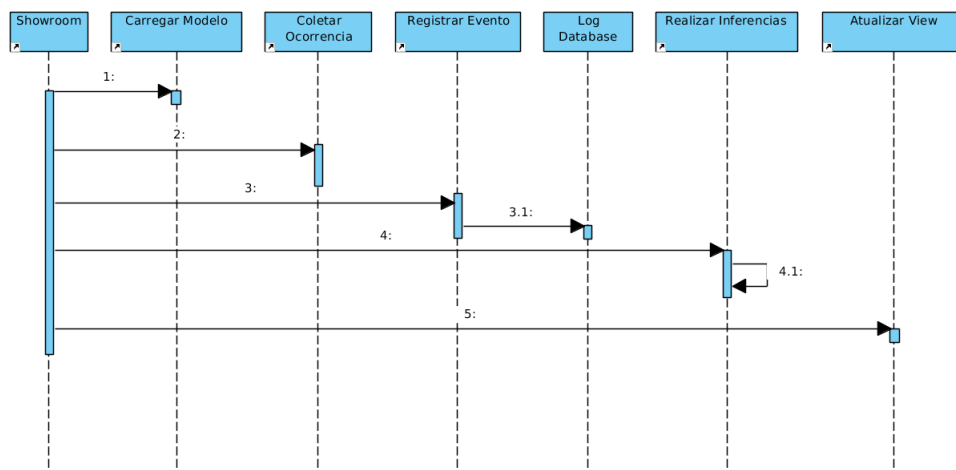 Showroom
Carregar Modelo
Coletar
Ocorrencia
Registrar Evento
Log
Database
Realizar Inferencias
Atualizar View
1:
2:
3:
3.1:
4:
4.1:
5: